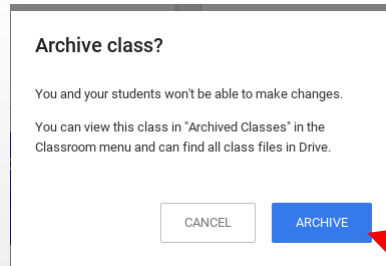 Archive class?
You and your students won't be able to make changes.
You can view this class in "Archived Classes" in the
Classroom menu and can find all class files in Drive.
CANCEL
ARCHIVE